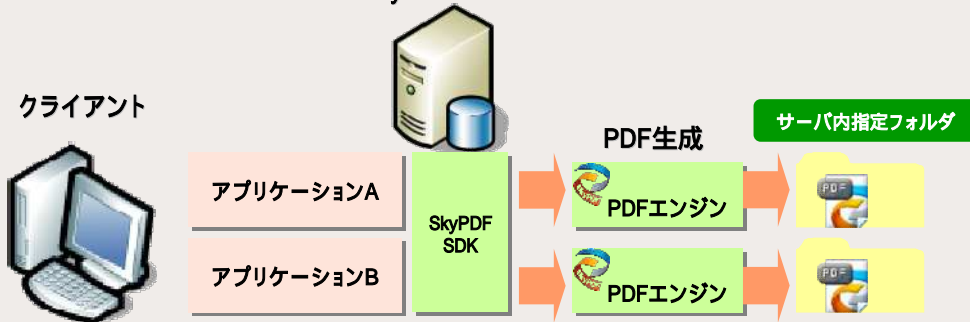 クライアント
PDF生成
サーバ内指定フォルダ
アプリケーションA
SkyPDF
SDK
PDFエンジン
PDF
アプリケーションB
PDFエンジン
PDF